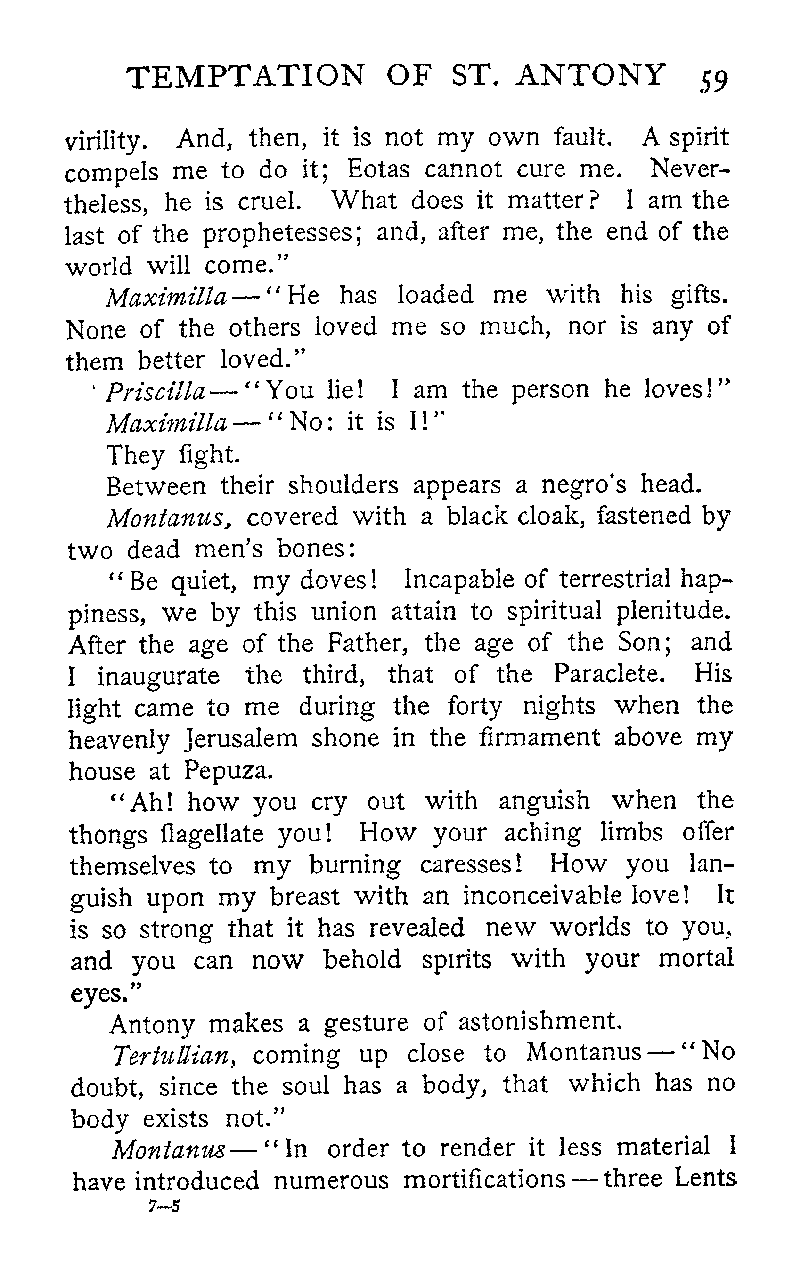 TEMPTATION OF ST. ANTONY 59
virility. And, then, it is not my own fault. A spirit
compels me to do it; Eotas cannot cure me. Never-
theless, he is cruel. What does it matter? I am the
last of the prophetesses; and, after me, the end of the
world will come."
Maximilla—"He has loaded me with his gifts.
None of the others loved me so much, nor is any of
them better loved."
' Priscilla—"You lie! I am the person he loves!"
Maximilla—"No: it is I!"
They fight.
Between their shoulders appears a negro's head.
Montanus, covered with a black cloak, fastened by
two dead men's bones:
"Be quiet, my doves! Incapable of terrestrial hap-
piness, we by this union attain to spiritual plenitude.
After the age of the Father, the age of the Son; and
I inaugurate the third, that of the Paraclete. His
light came to me during the forty nights when the
heavenly Jerusalem shone in the firmament above my
house at Pepuza.
"Ah! how you cry out with anguish when the
thongs flagellate you! How your aching limbs offer
themselves to my burning caresses! How you lan-
guish upon my breast with an inconceivable love! It
is so strong that it has revealed new worlds to you,
and you can now behold spirits with your mortal
eyes."
Antony makes a gesture of astonishment.
Tertullian, coming up close to Montanus—"No
doubt, since the soul has a body, that which has no
body exists not."
Montanus—"In order to render it less material I
have introduced numerous mortifications—three Lents
7—5